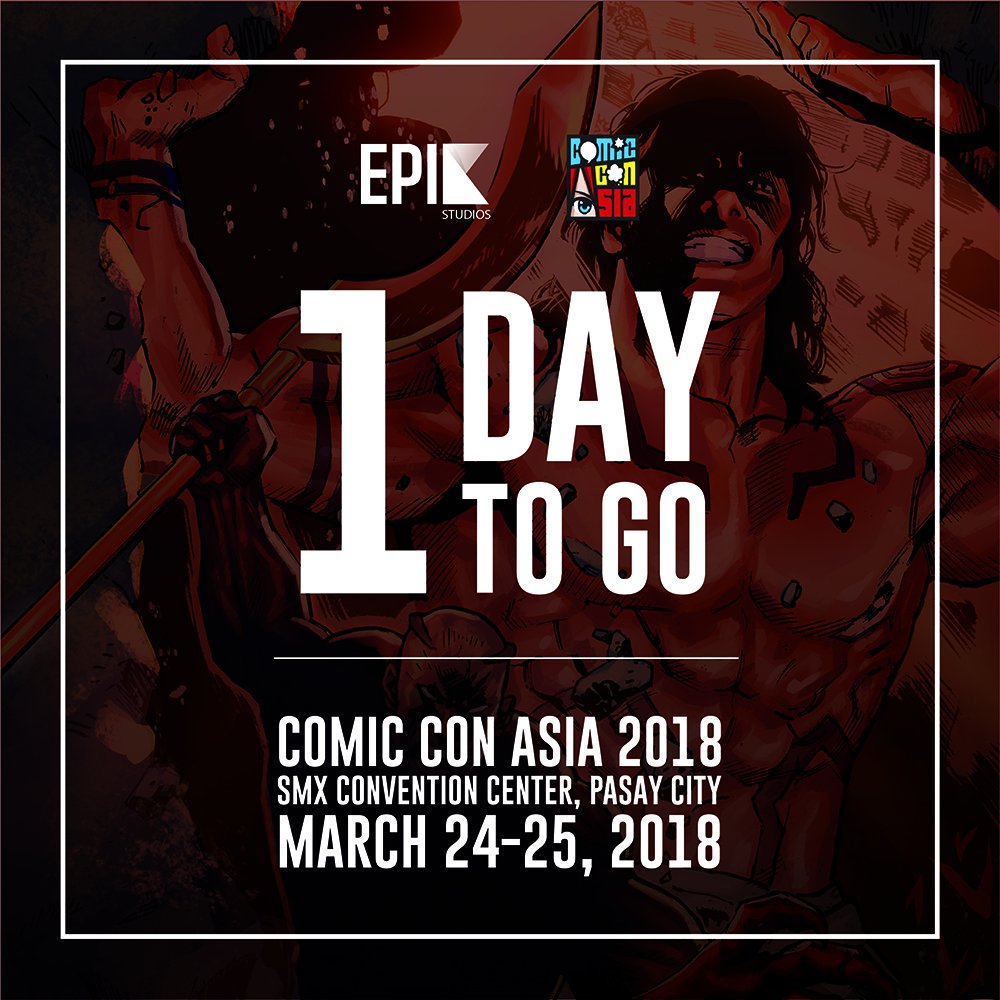 EPIK
STUDIOS
COMIC
CON
ASIA
1 DAY
TO GO
COMIC CON ASIA 2018
SMX CONVENTION CENTER, PASAY CITY
MARCH 24-25, 2018